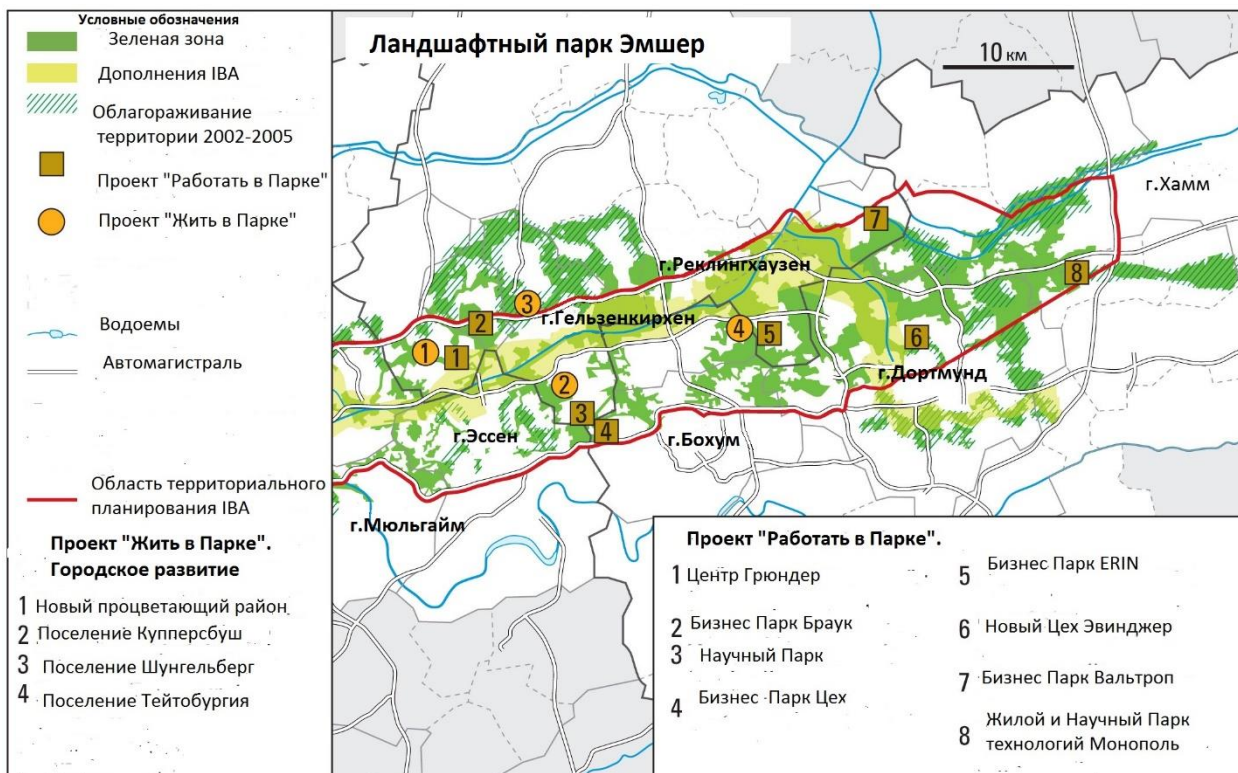 Условные обозначения
Зеленая зона
Дополнения IBA
Облагораживание
территории 2002-2005
Проект "Работать в Парке"
Проект "Жить в Парке"
Водоемы
Автомагистраль
Область территориального
планирования IBA
Проект "Жить в Парке".
Городское развитие
1 Новый процветающий район
2 Поселение Купперсбуш
3 Поселение Шунгельберг
4 Поселение Тейтобургия
Ландшафтный парк Эмшер
10 км
г.Хамм
7
г.Реклингхаузен
8
3
г.Гельзенкирхен
2
4
5
6
1
1
г.Дортмунд
2
3
4
г.Эссен
г.Бохум
г.Мюльгайм
Проект "Работать в Парке".
1 Центр Грюндер
2 Бизнес Парк Браук
3 Научный Парк
4 Бизнес -Парк Цех
5 Бизнес Парк ERIN
6 Новый Цех Эвинджер
7 Бизнес Парк Вальтроп
8 Жилой и Научный Парк
технологий Монополь